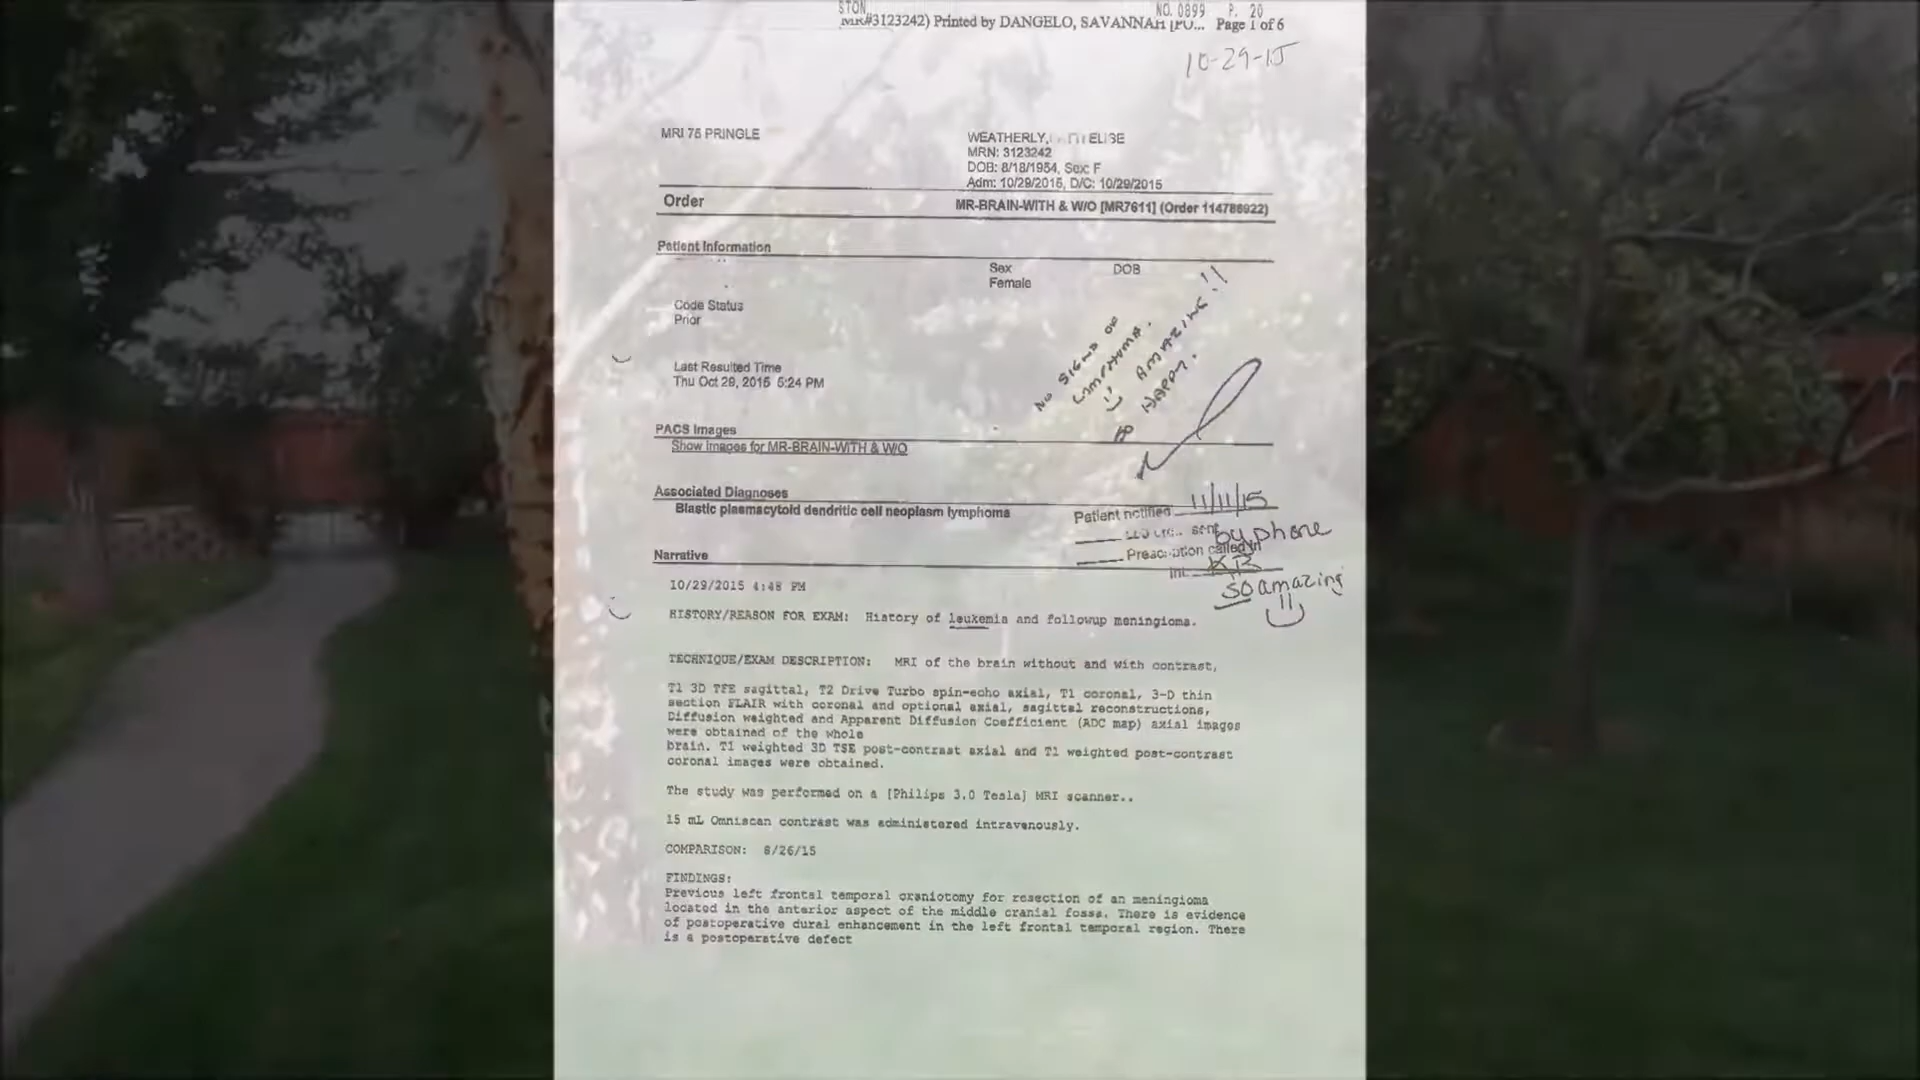 STON NO. 0899 P. 20
MR#3123242) Printed by DANGELO, SAVANNAH [PU... Page 1 of 6
10-29-15
MRI 75 PRINGLE
WEATHERLY, ELISE
MRN: 3123242
DOB: 8/18/1954, Sex: F
Adm: 10/29/2015, D/C: 10/29/2015
Order MR-BRAIN-WITH & W/O [MR7611] (Order 114786922)
Patient Information
Sex DOB
Female
Code Status
Prior
Last Resulted Time
Thu Oct 29, 2015 5:24 PM
NO SIGNS OF
LYMPHOMA.
AMAZING!!
HAPPY.
PACS Images
Show images for MR-BRAIN-WITH & W/O
Associated Diagnoses
Blastic plasmacytoid dendritic cell neoplasm lymphoma
Patient notified 11/11/15
sent by phone
Prescription called in
Int. KB
so amazing
Narrative
10/29/2015 4:48 PM
HISTORY/REASON FOR EXAM: History of leukemia and followup meningioma.
TECHNIQUE/EXAM DESCRIPTION: MRI of the brain without and with contrast,
T1 3D TFE sagittal, T2 Drive Turbo spin-echo axial, T1 coronal, 3-D thin
section FLAIR with coronal and optional axial, sagittal reconstructions,
Diffusion weighted and Apparent Diffusion Coefficient (ADC map) axial images
were obtained of the whole
brain. T1 weighted 3D TSE post-contrast axial and T1 weighted post-contrast
coronal images were obtained.
The study was performed on a [Philips 3.0 Tesla] MRI scanner..
15 mL Omniscan contrast was administered intravenously.
COMPARISON: 8/26/15
FINDINGS:
Previous left frontal temporal craniotomy for resection of an meningioma
located in the anterior aspect of the middle cranial fossa. There is evidence
of postoperative dural enhancement in the left frontal temporal region. There
is a postoperative defect